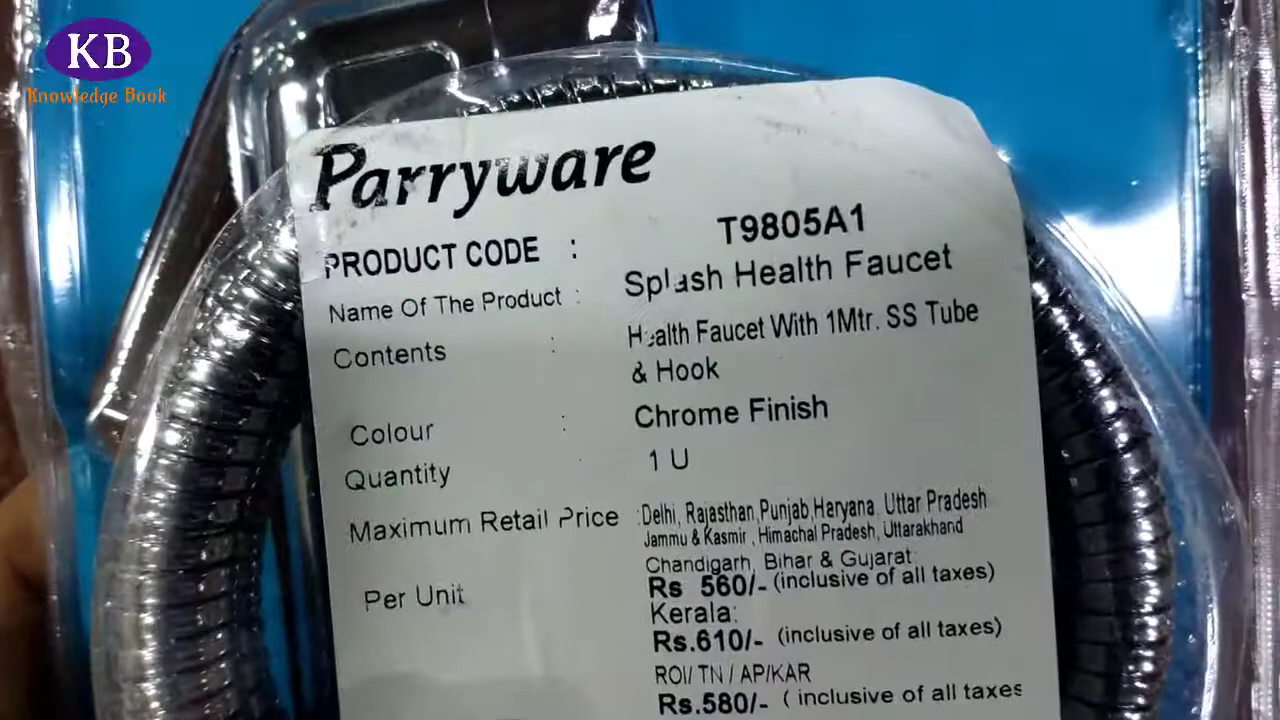 KB
Knowledge Book
Parryware
PRODUCT CODE : T9805A1
Name Of The Product : Splash Health Faucet
Contents : Health Faucet With 1Mtr. SS Tube
& Hook
Colour : Chrome Finish
Quantity 1 U
Maximum Retail Price : Delhi, Rajasthan,Punjab,Haryana, Uttar Pradesh
Jammu & Kasmir , Himachal Pradesh, Uttarakhand
Chandigarh, Bihar & Gujarat:
Per Unit Rs 560/- (inclusive of all taxes)
Kerala:
Rs.610/- (inclusive of all taxes)
ROI/ TN / AP/KAR
Rs.580/- ( inclusive of all taxes